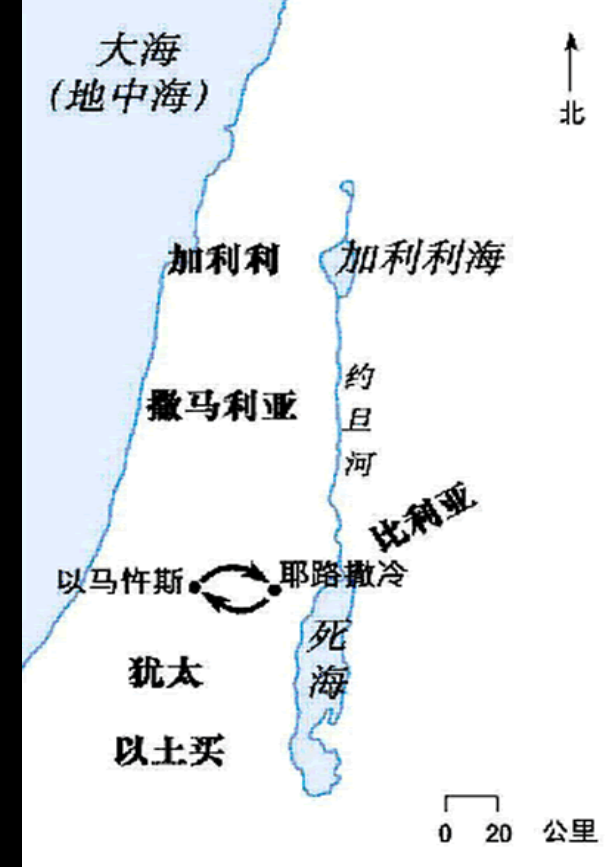 大海
(地中海)
北
加利利
加利利海
撒马利亚
约旦河
比利亚
以马忤斯
耶路撒冷
死海
犹太
以土买
0 20 公里